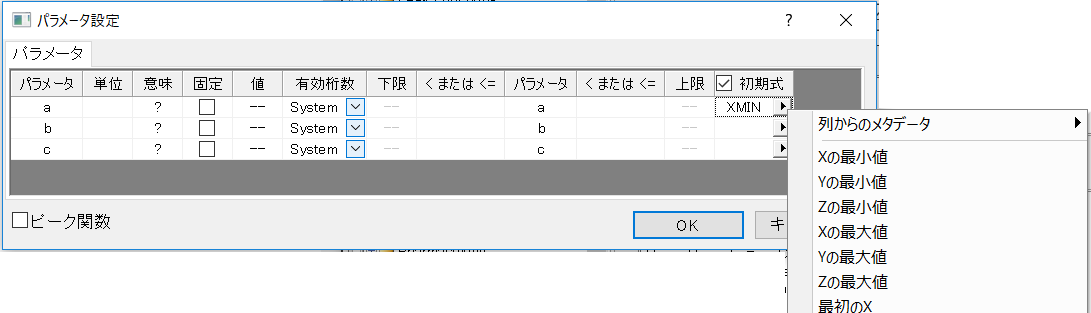 パラメータ設定
?
パラメータ
パラメータ 単位 意味 固定 値 有効桁数 下限 < または <= パラメータ < または <= 上限 初期式
a ? -- System -- a -- XMIN
b ? -- System -- b --
c ? -- System -- c --
ピーク関数
OK
キ
列からのメタデータ
Xの最小値
Yの最小値
Zの最小値
Xの最大値
Yの最大値
Zの最大値
最初のX